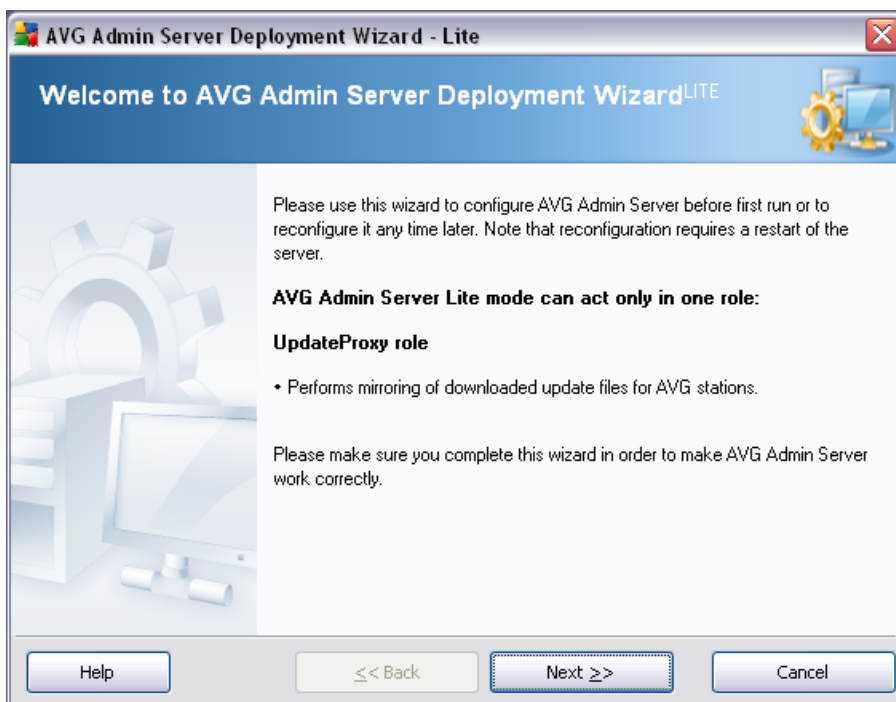 AVG Admin Server Deployment Wizard - Lite
Welcome to AVG Admin Server Deployment WizardLITE
Please use this wizard to configure AVG Admin Server before first run or to
reconfigure it any time later. Note that reconfiguration requires a restart of the
server.
AVG Admin Server Lite mode can act only in one role:
UpdateProxy role
• Performs mirroring of downloaded update files for AVG stations.
Please make sure you complete this wizard in order to make AVG Admin Server
work correctly.
Help
<< Back
Next >>
Cancel